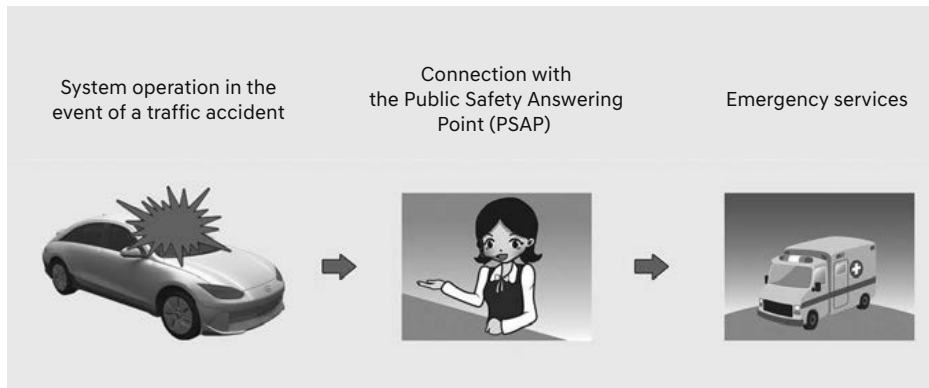 System operation in the
event of a traffic accident
Connection with
the Public Safety Answering
Point (PSAP)
Emergency services